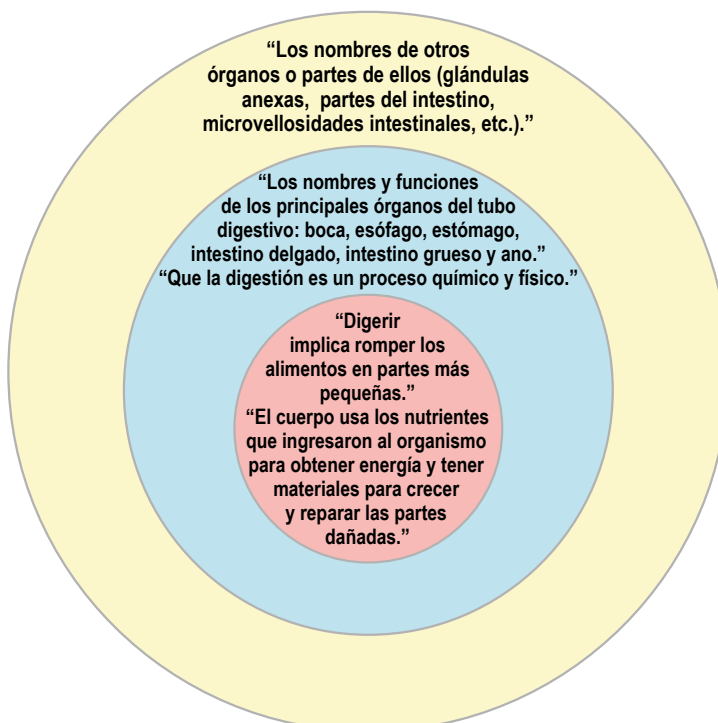 “Los nombres de otros
órganos o partes de ellos (glándulas
anexas, partes del intestino,
microvellosidades intestinales, etc.).”
“Los nombres y funciones
de los principales órganos del tubo
digestivo: boca, esófago, estómago,
intestino delgado, intestino grueso y ano.”
“Que la digestión es un proceso químico y físico.”
“Digerir
implica romper los
alimentos en partes más
pequeñas.”
“El cuerpo usa los nutrientes
que ingresaron al organismo
para obtener energía y tener
materiales para crecer
y reparar las partes
dañadas.”